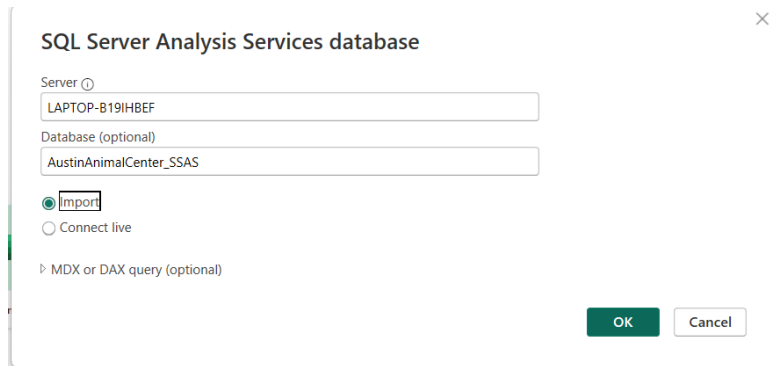 SQL Server Analysis Services database
Server
LAPTOP-B19IHBEF
Database (optional)
AustinAnimalCenter_SSAS
Import
Connect live
MDX or DAX query (optional)
OK Cancel